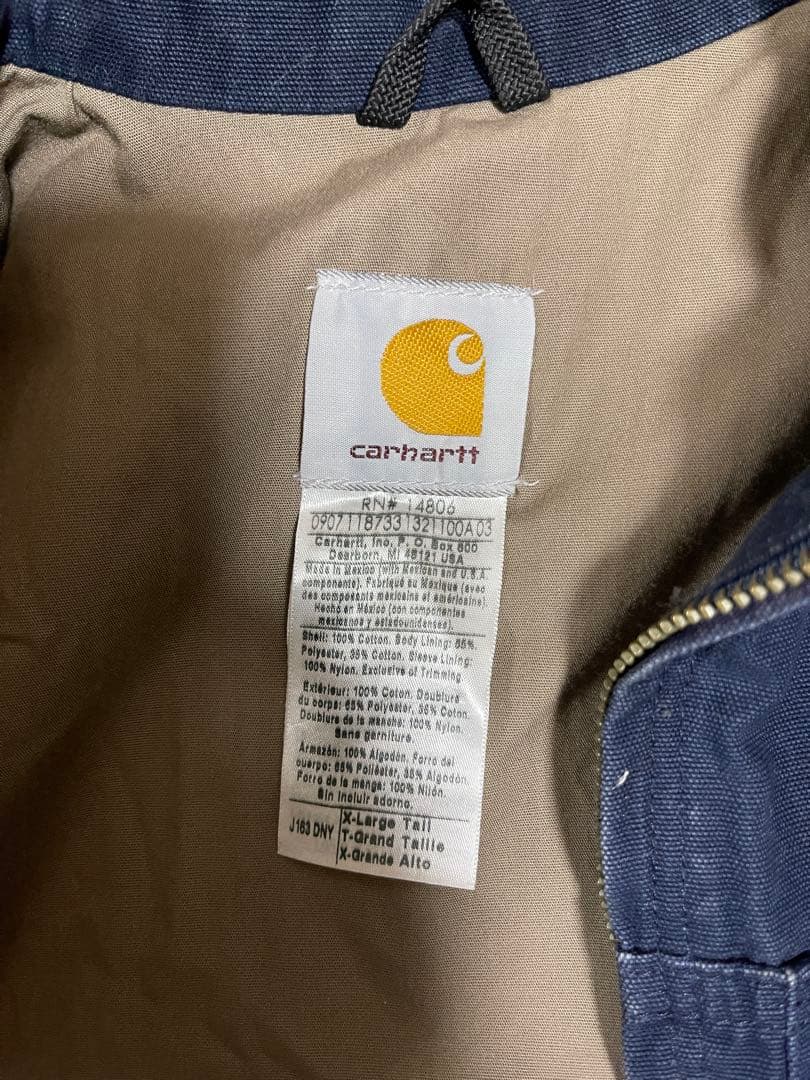 carhartt
RN# 14806
09071187331321100A03
Carhartt, Inc. P. O. Box 600
Dearborn, MI 48121 USA
Made in Mexico (with Mexican and U.S.A.
components). Fabriqué au Mexique (avec
des composants mexicains et américains).
Hecho en México (con componentes
mexicanos y estadounidenses).
Shell: 100% Cotton. Body Lining: 65%
Polyester, 35% Cotton. Sleeve Lining:
100% Nylon. Exclusive of Trimming
Extérieur: 100% Coton. Doublure
du corps: 65% Polyester, 35% Coton.
Doublure de la manche: 100% Nylon.
Sans garniture.
Armazón: 100% Algodón. Forro del
cuerpo: 65% Poliéster, 35% Algodón.
Forro de la manga: 100% Nilón.
Sin incluir adorno.
J163 DNY
X-Large Tall
T-Grand Taille
X-Grande Alto